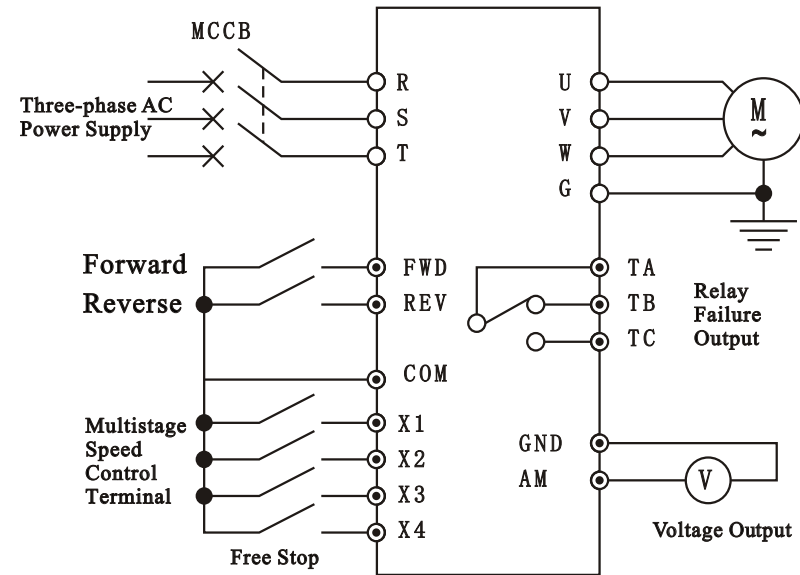 MCCB
Three-phase AC
Power Supply
R
S
T
U
V
W
G
M
~
Forward
Reverse
FWD
REV
COM
TA
TB
TC
Relay
Failure
Output
Multistage
Speed
Control
Terminal
X1
X2
X3
X4
Free Stop
GND
AM
V
Voltage Output